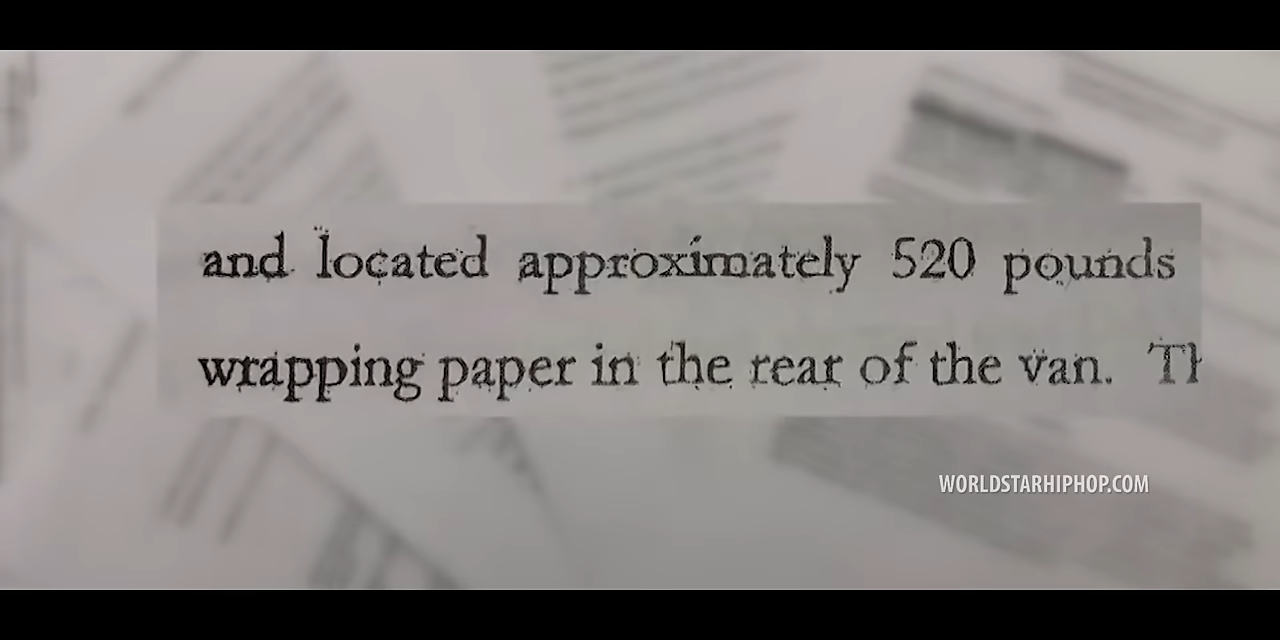 and located approximately 520 pounds
wrapping paper in the rear of the van.
WORLDSTARHIPHOP.COM